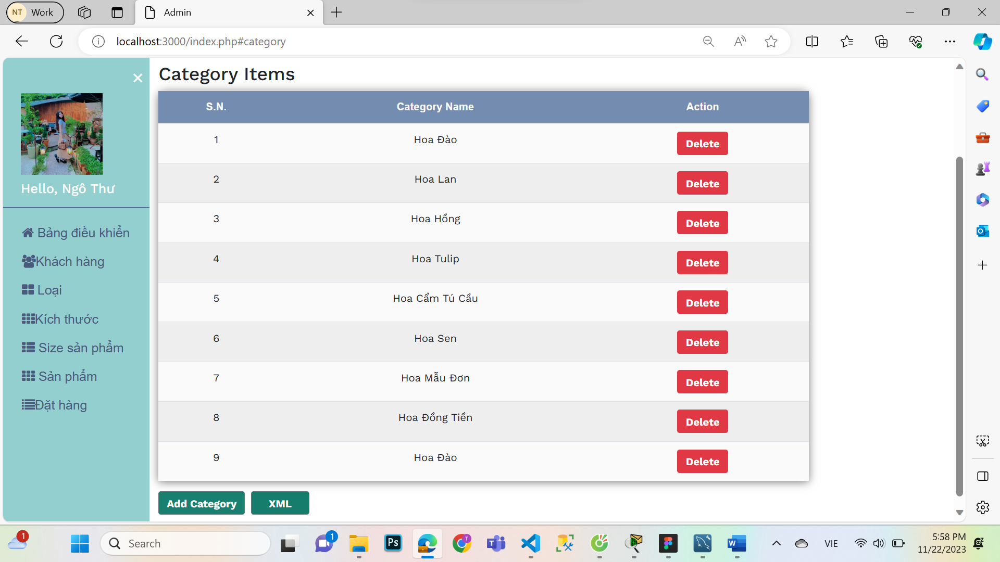 NT Work
Admin
localhost:3000/index.php#category
Hello, Ngô Thư
Bảng điều khiển
Khách hàng
Loại
Kích thước
Size sản phẩm
Sản phẩm
Đặt hàng
Category Items
S.N. Category Name Action
1 Hoa Đào Delete
2 Hoa Lan Delete
3 Hoa Hồng Delete
4 Hoa Tulip Delete
5 Hoa Cẩm Tú Cầu Delete
6 Hoa Sen Delete
7 Hoa Mẫu Đơn Delete
8 Hoa Đồng Tiền Delete
9 Hoa Đào Delete
Add Category XML
1
Search
1
Ps
T
VIE
5:58 PM
11/22/2023